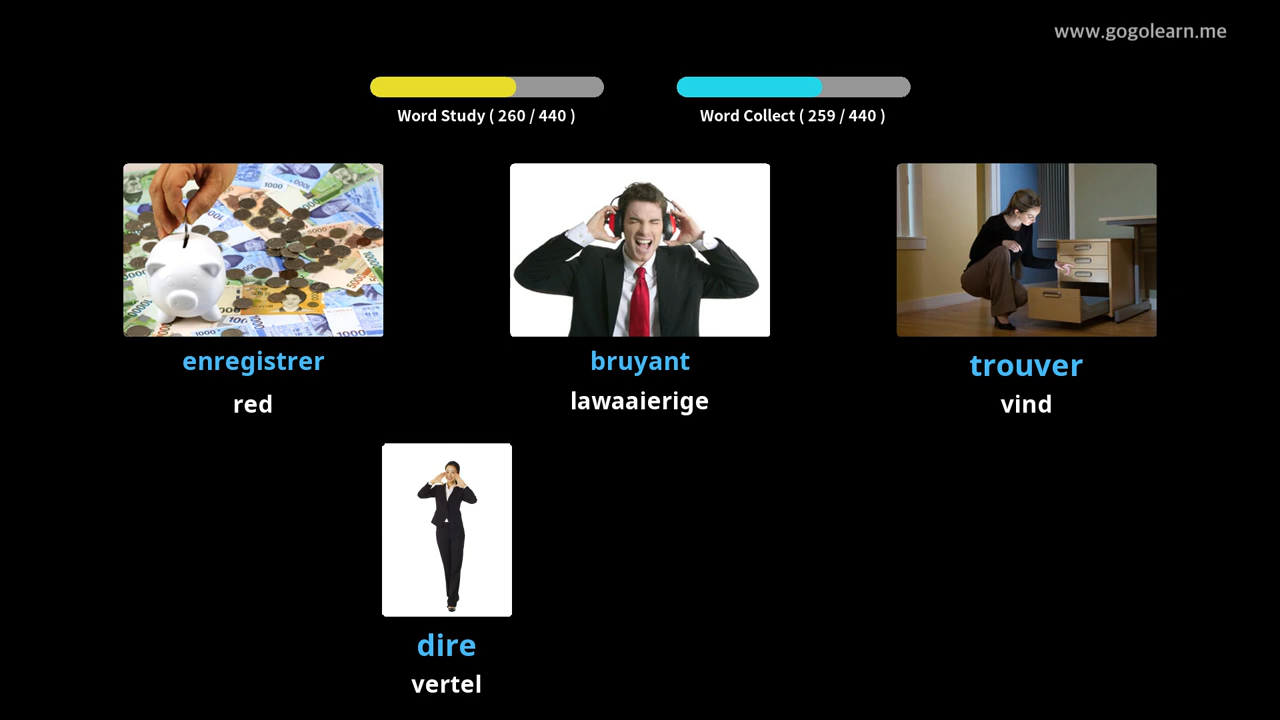 www.gogolearn.me
Word Study ( 260 / 440 )
Word Collect ( 259 / 440 )
enregistrer
red
bruyant
lawaaierige
trouver
vind
dire
vertel